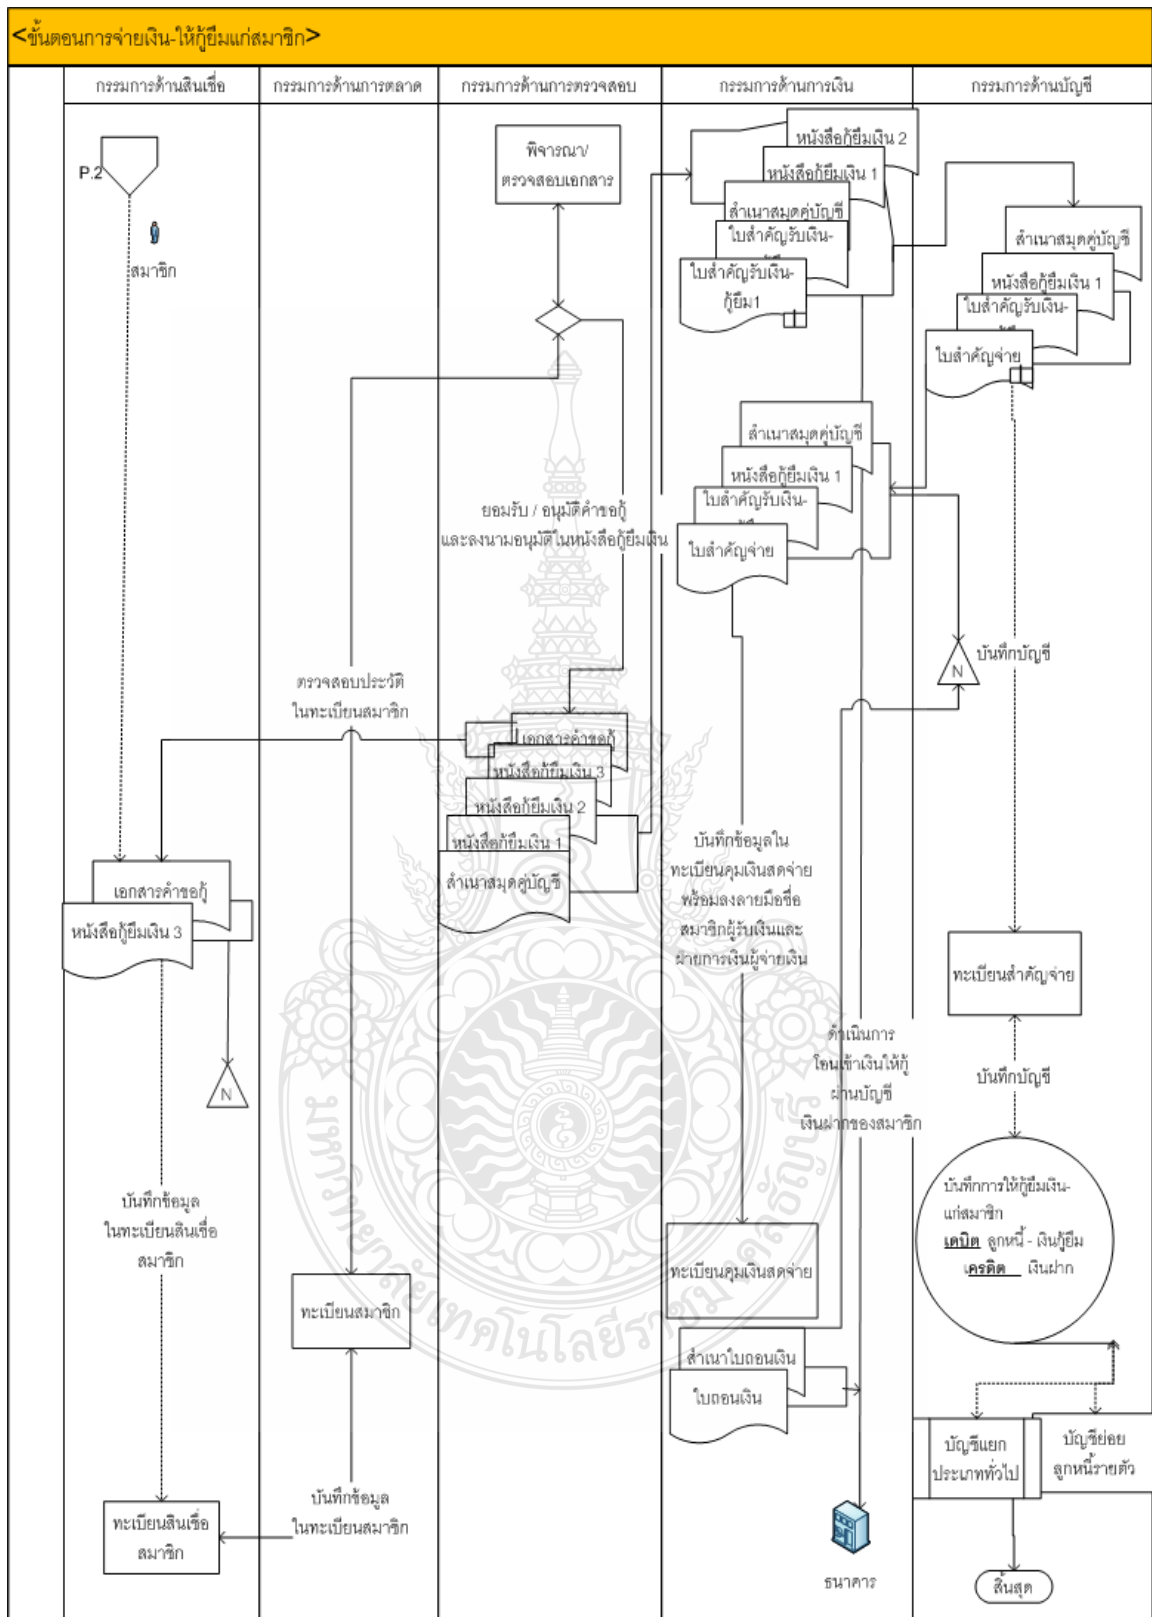 <ขั้นตอนการจ่ายเงิน-ให้กู้ยืมแก่สมาชิก>
กรรมการด้านสินเชื่อ
กรรมการด้านการตลาด
กรรมการด้านการตรวจสอบ
กรรมการด้านการเงิน
กรรมการด้านบัญชี
P.2
สมาชิก
พิจารณา/
ตรวจสอบเอกสาร
หนังสือกู้ยืมเงิน 2
หนังสือกู้ยืมเงิน 1
สำเนาสมุดคู่บัญชี
ใบสำคัญรับเงิน-
ใบสำคัญรับเงิน-
กู้ยืม1
สำเนาสมุดคู่บัญชี
หนังสือกู้ยืมเงิน 1
ใบสำคัญรับเงิน-
ใบสำคัญจ่าย
สำเนาสมุดคู่บัญชี
หนังสือกู้ยืมเงิน 1
ใบสำคัญรับเงิน-
ใบสำคัญจ่าย
ยอมรับ / อนุมัติคำขอกู้
และลงนามอนุมัติในหนังสือกู้ยืมเงิน
N
บันทึกบัญชี
ตรวจสอบประวัติ
ในทะเบียนสมาชิก
เอกสารคำขอกู้
หนังสือกู้ยืมเงิน 3
หนังสือกู้ยืมเงิน 2
หนังสือกู้ยืมเงิน 1
สำเนาสมุดคู่บัญชี
เอกสารคำขอกู้
หนังสือกู้ยืมเงิน 3
N
บันทึกข้อมูลใน
ทะเบียนคุมเงินสดจ่าย
พร้อมลงลายมือชื่อ
สมาชิกผู้รับเงินและ
ฝ่ายการเงินผู้จ่ายเงิน
ทะเบียนสำคัญจ่าย
ดำเนินการ
โอนเข้าเงินให้กู้
ผ่านบัญชี
เงินฝากของสมาชิก
บันทึกบัญชี
บันทึกการให้กู้ยืมเงิน-
แก่สมาชิก
เดบิต ลูกหนี้ - เงินกู้ยืม
เครดิต เงินฝาก
บันทึกข้อมูล
ในทะเบียนสินเชื่อ
สมาชิก
ทะเบียนคุมเงินสดจ่าย
ทะเบียนสมาชิก
สำเนาใบถอนเงิน
ใบถอนเงิน
บัญชีแยก
ประเภททั่วไป
บัญชีย่อย
ลูกหนี้รายตัว
บันทึกข้อมูล
ในทะเบียนสมาชิก
ทะเบียนสินเชื่อ
สมาชิก
ธนาคาร
สิ้นสุด
มหาวิทยาลัยเทคโนโลยีราชมงคลธัญบุรี